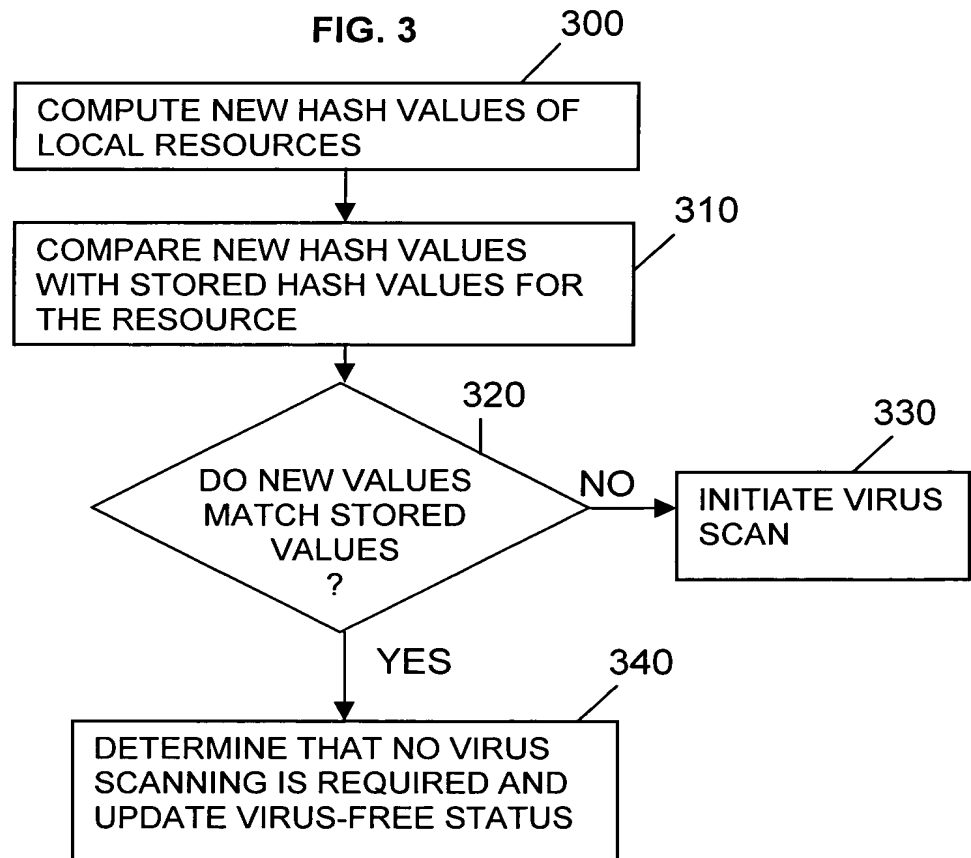 FIG. 3
300
COMPUTE NEW HASH VALUES OF
LOCAL RESOURCES
310
COMPARE NEW HASH VALUES
WITH STORED HASH VALUES FOR
THE RESOURCE
320
330
DO NEW VALUES
MATCH STORED
VALUES
?
NO
INITIATE VIRUS
SCAN
YES
340
DETERMINE THAT NO VIRUS
SCANNING IS REQUIRED AND
UPDATE VIRUS-FREE STATUS